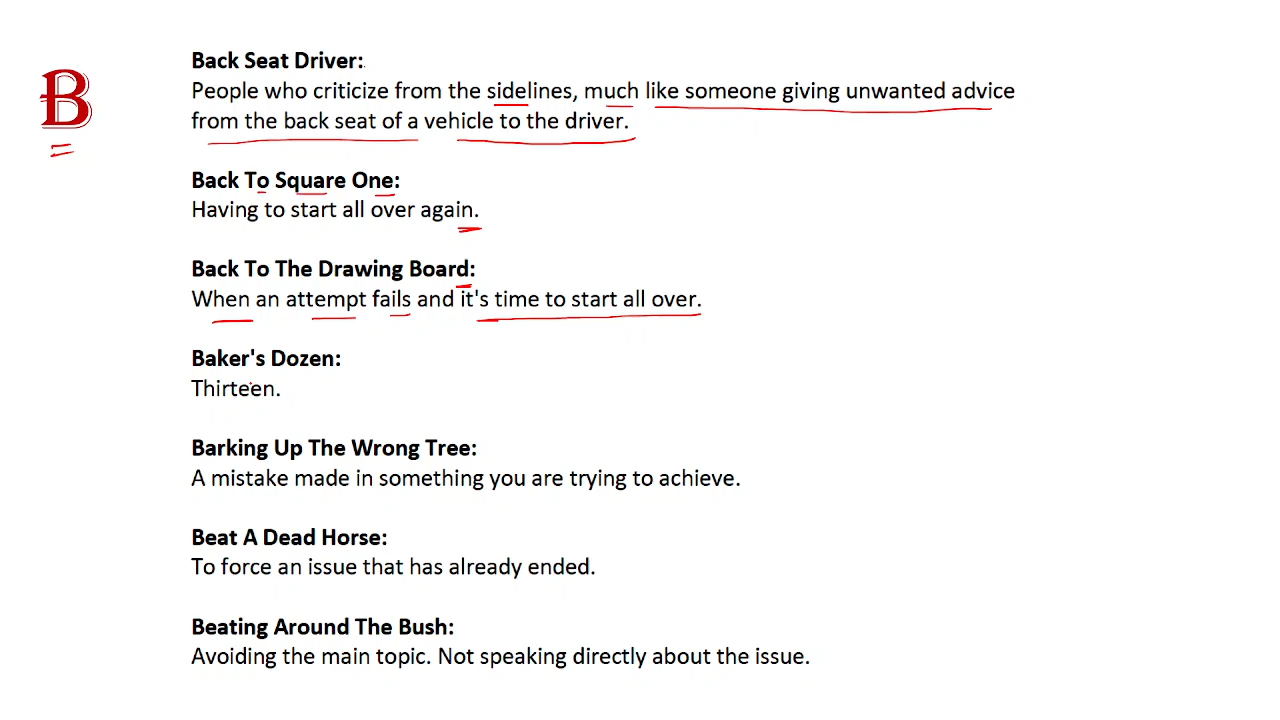 B
Back Seat Driver:
People who criticize from the sidelines, much like someone giving unwanted advice
from the back seat of a vehicle to the driver.
Back To Square One:
Having to start all over again.
Back To The Drawing Board:
When an attempt fails and it's time to start all over.
Baker's Dozen:
Thirteen.
Barking Up The Wrong Tree:
A mistake made in something you are trying to achieve.
Beat A Dead Horse:
To force an issue that has already ended.
Beating Around The Bush:
Avoiding the main topic. Not speaking directly about the issue.